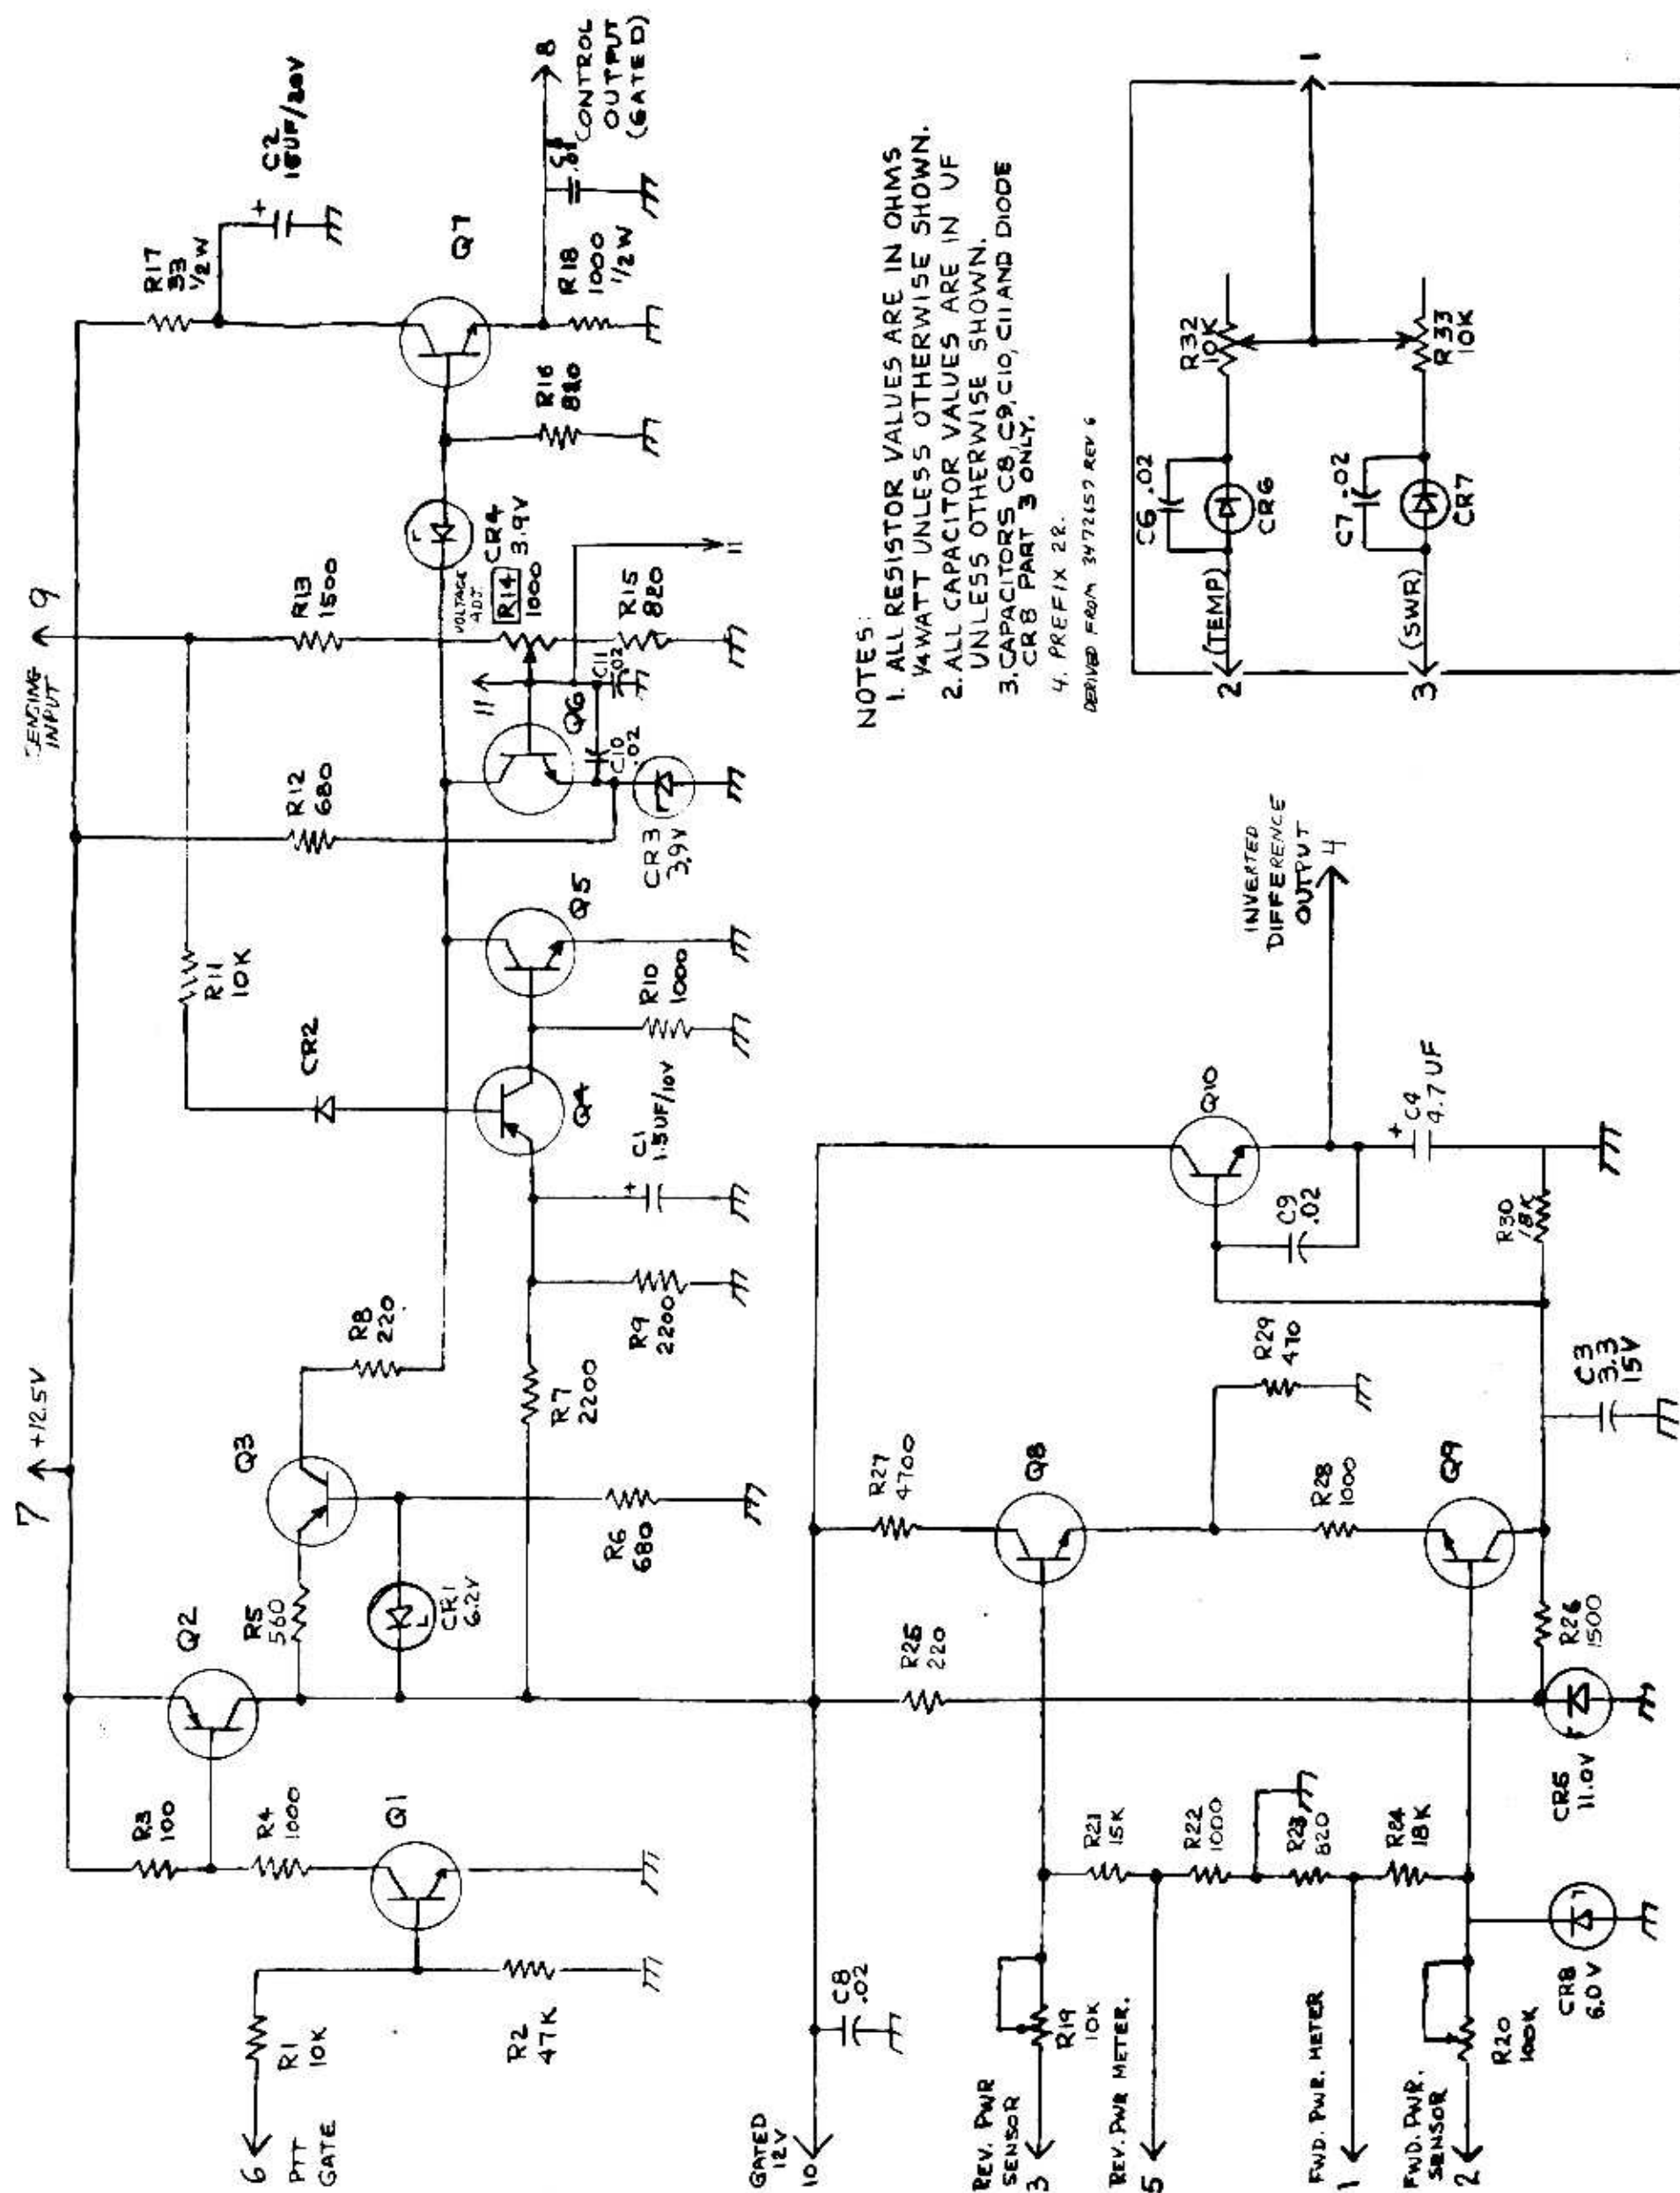 7 +12.5V
SENSING
INPUT 9
R3
100
Q2
R4
1000
Q1
R5
560
Q3
R8
220
CR1
6.2V
R6
680
R7
2200
R9
2200
C1
1.5UF/10V
Q4
CR2
R11
10K
R10
1000
Q5
R12
680
CR3
3.9V
Q6
C10
.02
C11
.02
11
11
R13
1500
VOLTAGE
ADJ.
R14
1000
CR4
3.9V
R15
820
R16
820
R17
33
1/2W
C2
15UF/20V
Q7
R18
1000
1/2W
.01
8
CONTROL
OUTPUT
(GATED)
6
PTT
GATE
R1
10K
R2
47K
GATED
12V
10
C8
.02
REV. PWR
SENSOR
3
R19
10K
REV. PWR METER.
5
FWD. PWR. METER
1
FWD. PWR.
SENSOR
2
R20
100K
R21
15K
R22
1000
R23
820
R24
18K
CR8
6.0V
R25
220
CR5
11.0V
R26
1500
R27
4700
Q8
R28
1000
Q9
R29
470
C3
3.3
15V
R30
18K
C9
.02
Q10
C4
4.7UF
INVERTED
DIFFERENCE
OUTPUT
4
NOTES:
1. ALL RESISTOR VALUES ARE IN OHMS
1/4 WATT UNLESS OTHERWISE SHOWN.
2. ALL CAPACITOR VALUES ARE IN UF
UNLESS OTHERWISE SHOWN.
3. CAPACITORS C8, C9, C10, C11 AND DIODE
CR8 PART 3 ONLY.
4. PREFIX 2R.
DERIVED FROM 3472657 REV 6
2
(TEMP)
C6 .02
CR6
R32
10K
1
3
(SWR)
C7 .02
CR7
R33
10K